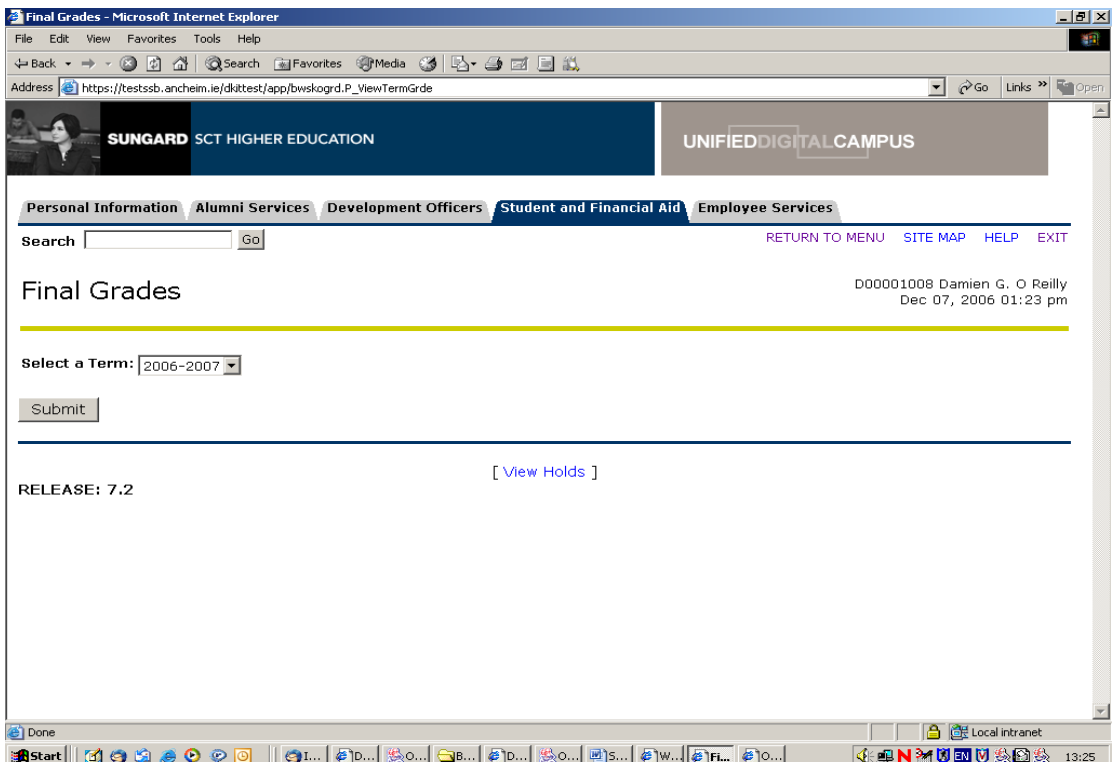 Final Grades - Microsoft Internet Explorer
File Edit View Favorites Tools Help
Back Search Favorites Media
Address https://testssb.ancheim.ie/dkittest/app/bwskogrd.P_ViewTermGrde Go Links » Open
SUNGARD SCT HIGHER EDUCATION UNIFIEDDIGITALCAMPUS
Personal Information Alumni Services Development Officers Student and Financial Aid Employee Services
Search Go RETURN TO MENU SITE MAP HELP EXIT
Final Grades
D00001008 Damien G. O Reilly
Dec 07, 2006 01:23 pm
Select a Term: 2006-2007
Submit
[ View Holds ]
RELEASE: 7.2
Done Local intranet
Start I... D... O... B... D... O... S... W... Fi... O... N EN 13:25